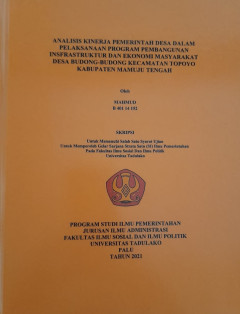 ANALISIS KINERJA PEMERINTAH DESA DALAM
PELAKSANAAN PROGRAM PEMBANGUNAN
INSFRASTRUKTUR DAN EKONOMI MASYARAKAT
DESA BUDONG-BUDONG KECAMATAN TOPOYO
KABUPATEN MAMUJU TENGAH
Oleh
MAHMUD
B 401 14 192
SKRIPSI
Untuk Memenuhi Salah Satu Syarat Ujian
Untuk Memperoleh Gelar Sarjana Strata Satu (S1) Ilmu Pemerintahan
Pada Fakultas Ilmu Sosial Dan Ilmu Politik
Universitas Tadulako
PROGRAM STUDI ILMU PEMERINTAHAN
JURUSAN ILMU ADMINISTRASI
FAKULTAS ILMU SOSIAL DAN ILMU POLITIK
UNIVERSITAS TADULAKO
PALU
TAHUN 2021